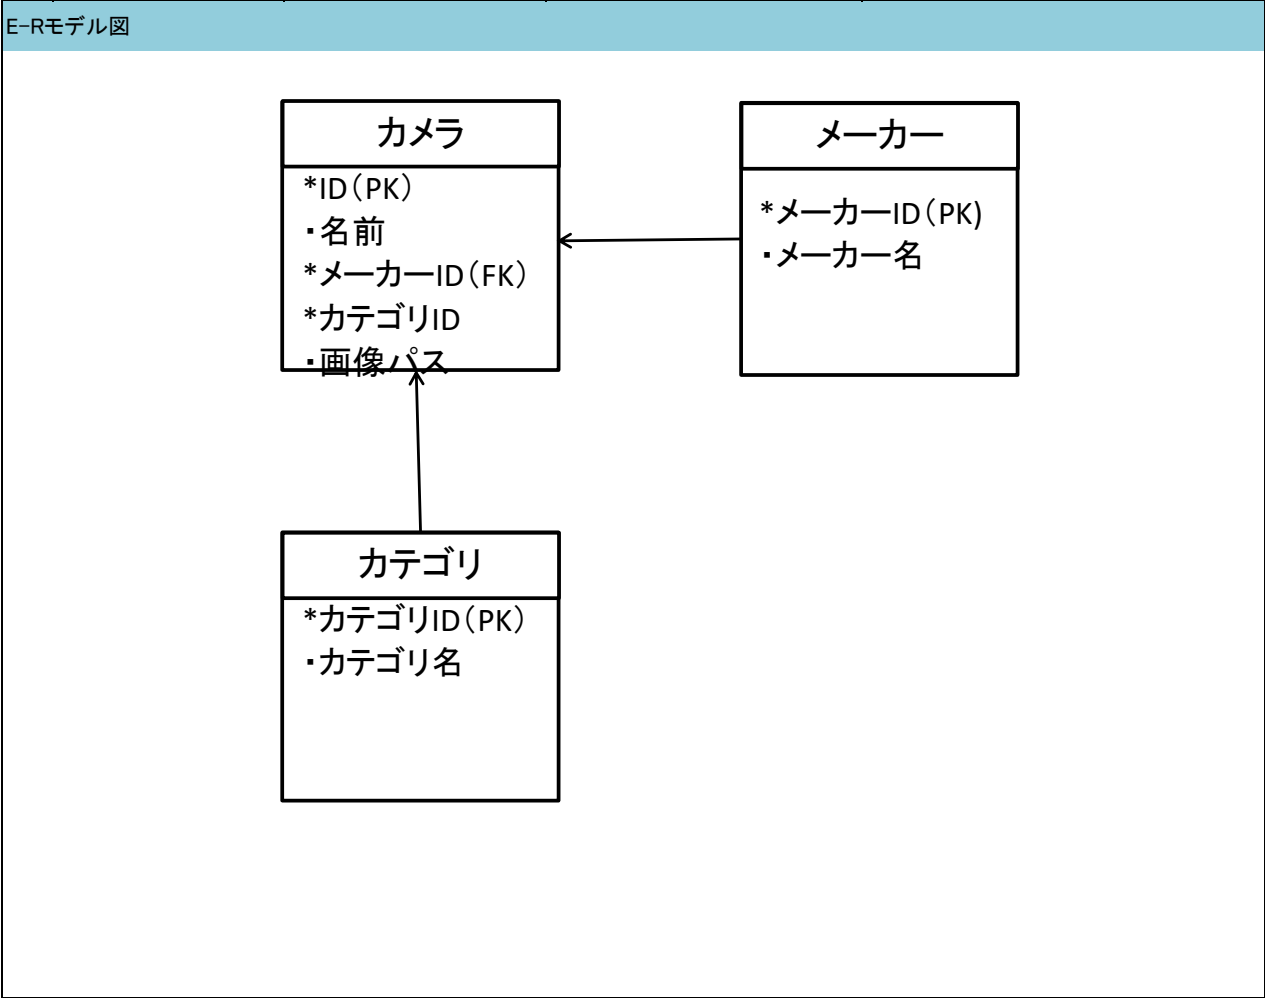 E-Rモデル図
カメラ
*ID（PK）
・名前
*メーカーID（FK）
*カテゴリID
・画像パス
メーカー
*メーカーID（PK)
・メーカー名
カテゴリ
*カテゴリID（PK）
・カテゴリ名